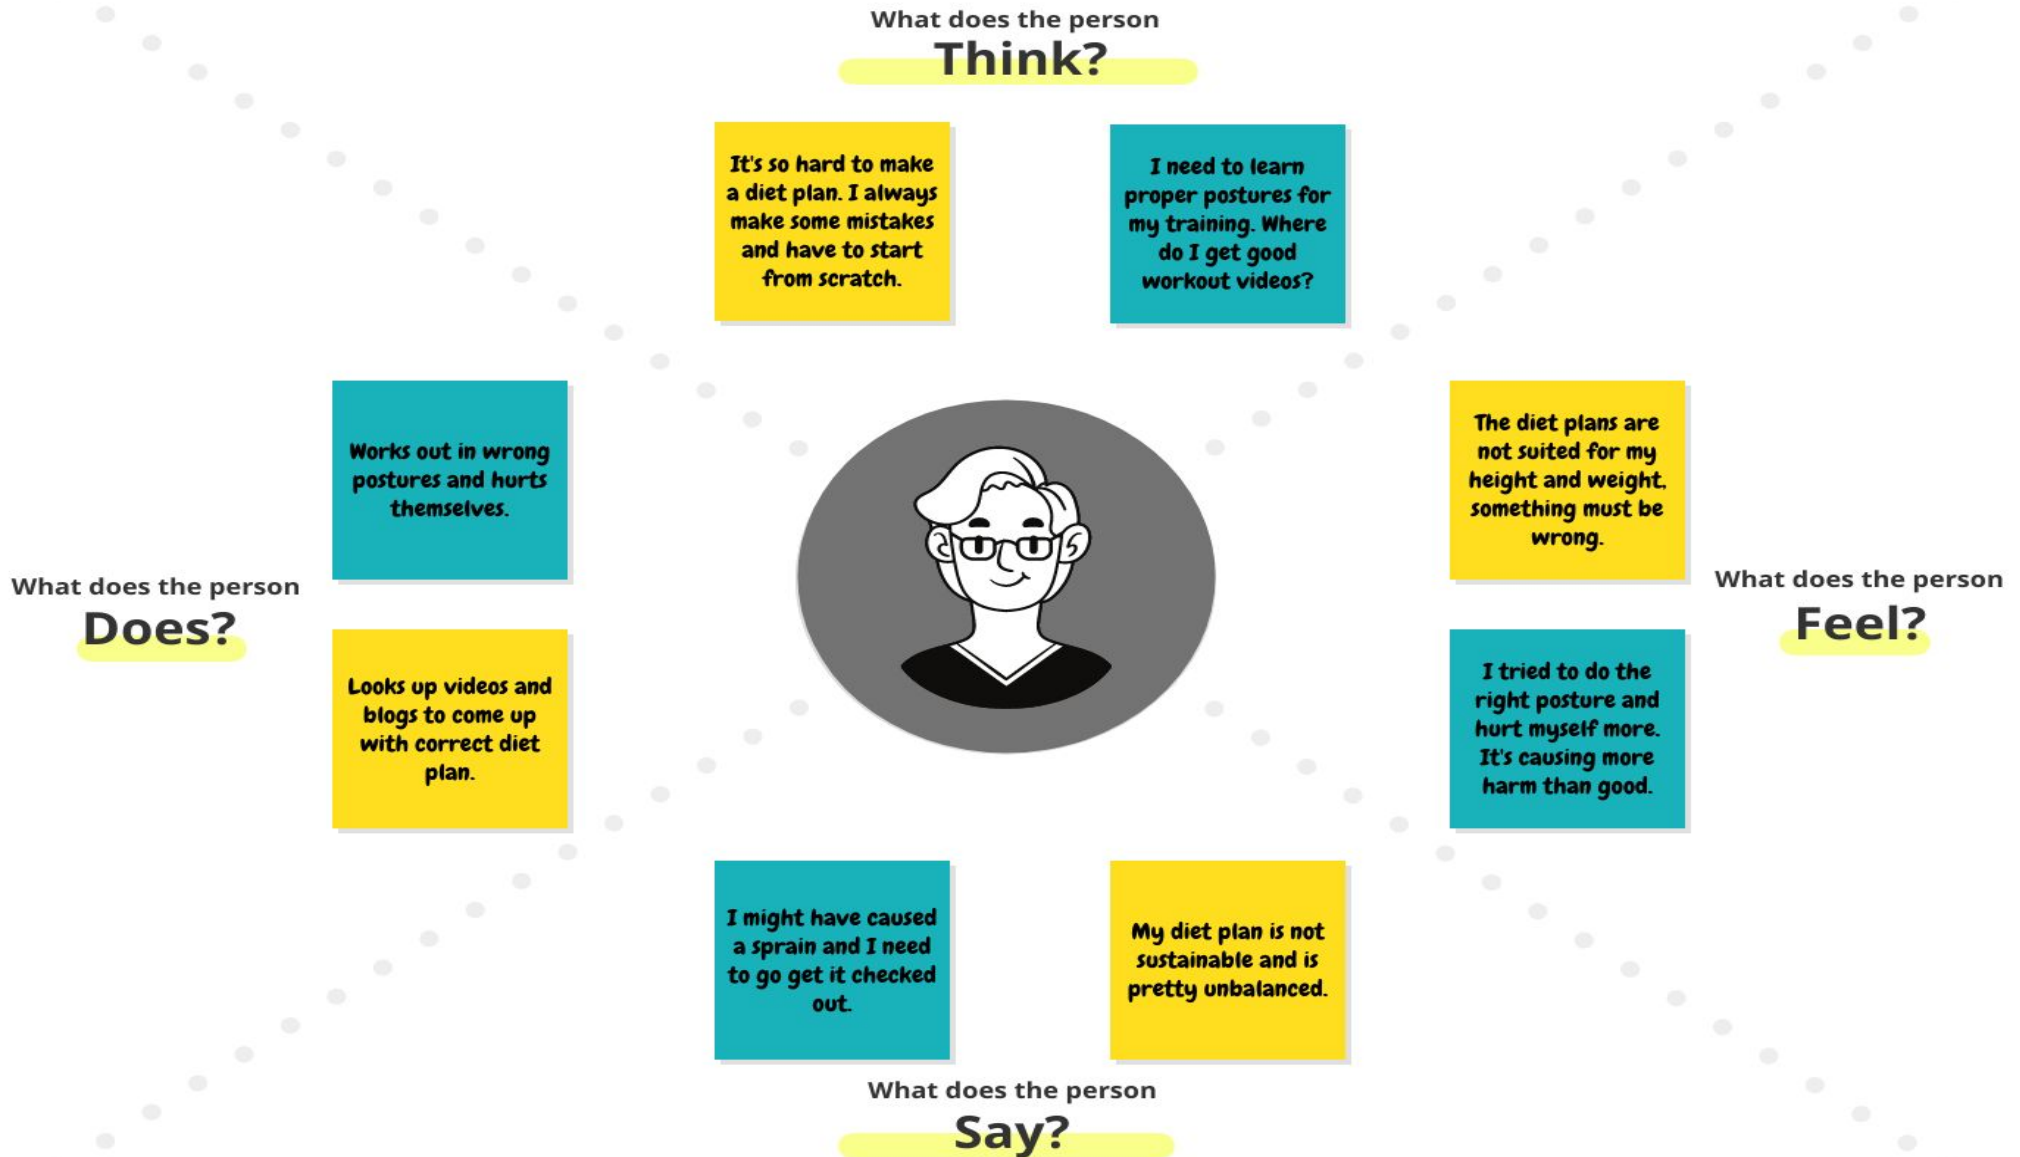 What does the person
Think?
It's so hard to make
a diet plan. I always
make some mistakes
and have to start
from scratch.
I need to learn
proper postures for
my training. Where
do I get good
workout videos?
Works out in wrong
postures and hurts
themselves.
The diet plans are
not suited for my
height and weight,
something must be
wrong.
What does the person
Does?
What does the person
Feel?
Looks up videos and
blogs to come up
with correct diet
plan.
I tried to do the
right posture and
hurt myself more.
It's causing more
harm than good.
I might have caused
a sprain and I need
to go get it checked
out.
My diet plan is not
sustainable and is
pretty unbalanced.
What does the person
Say?